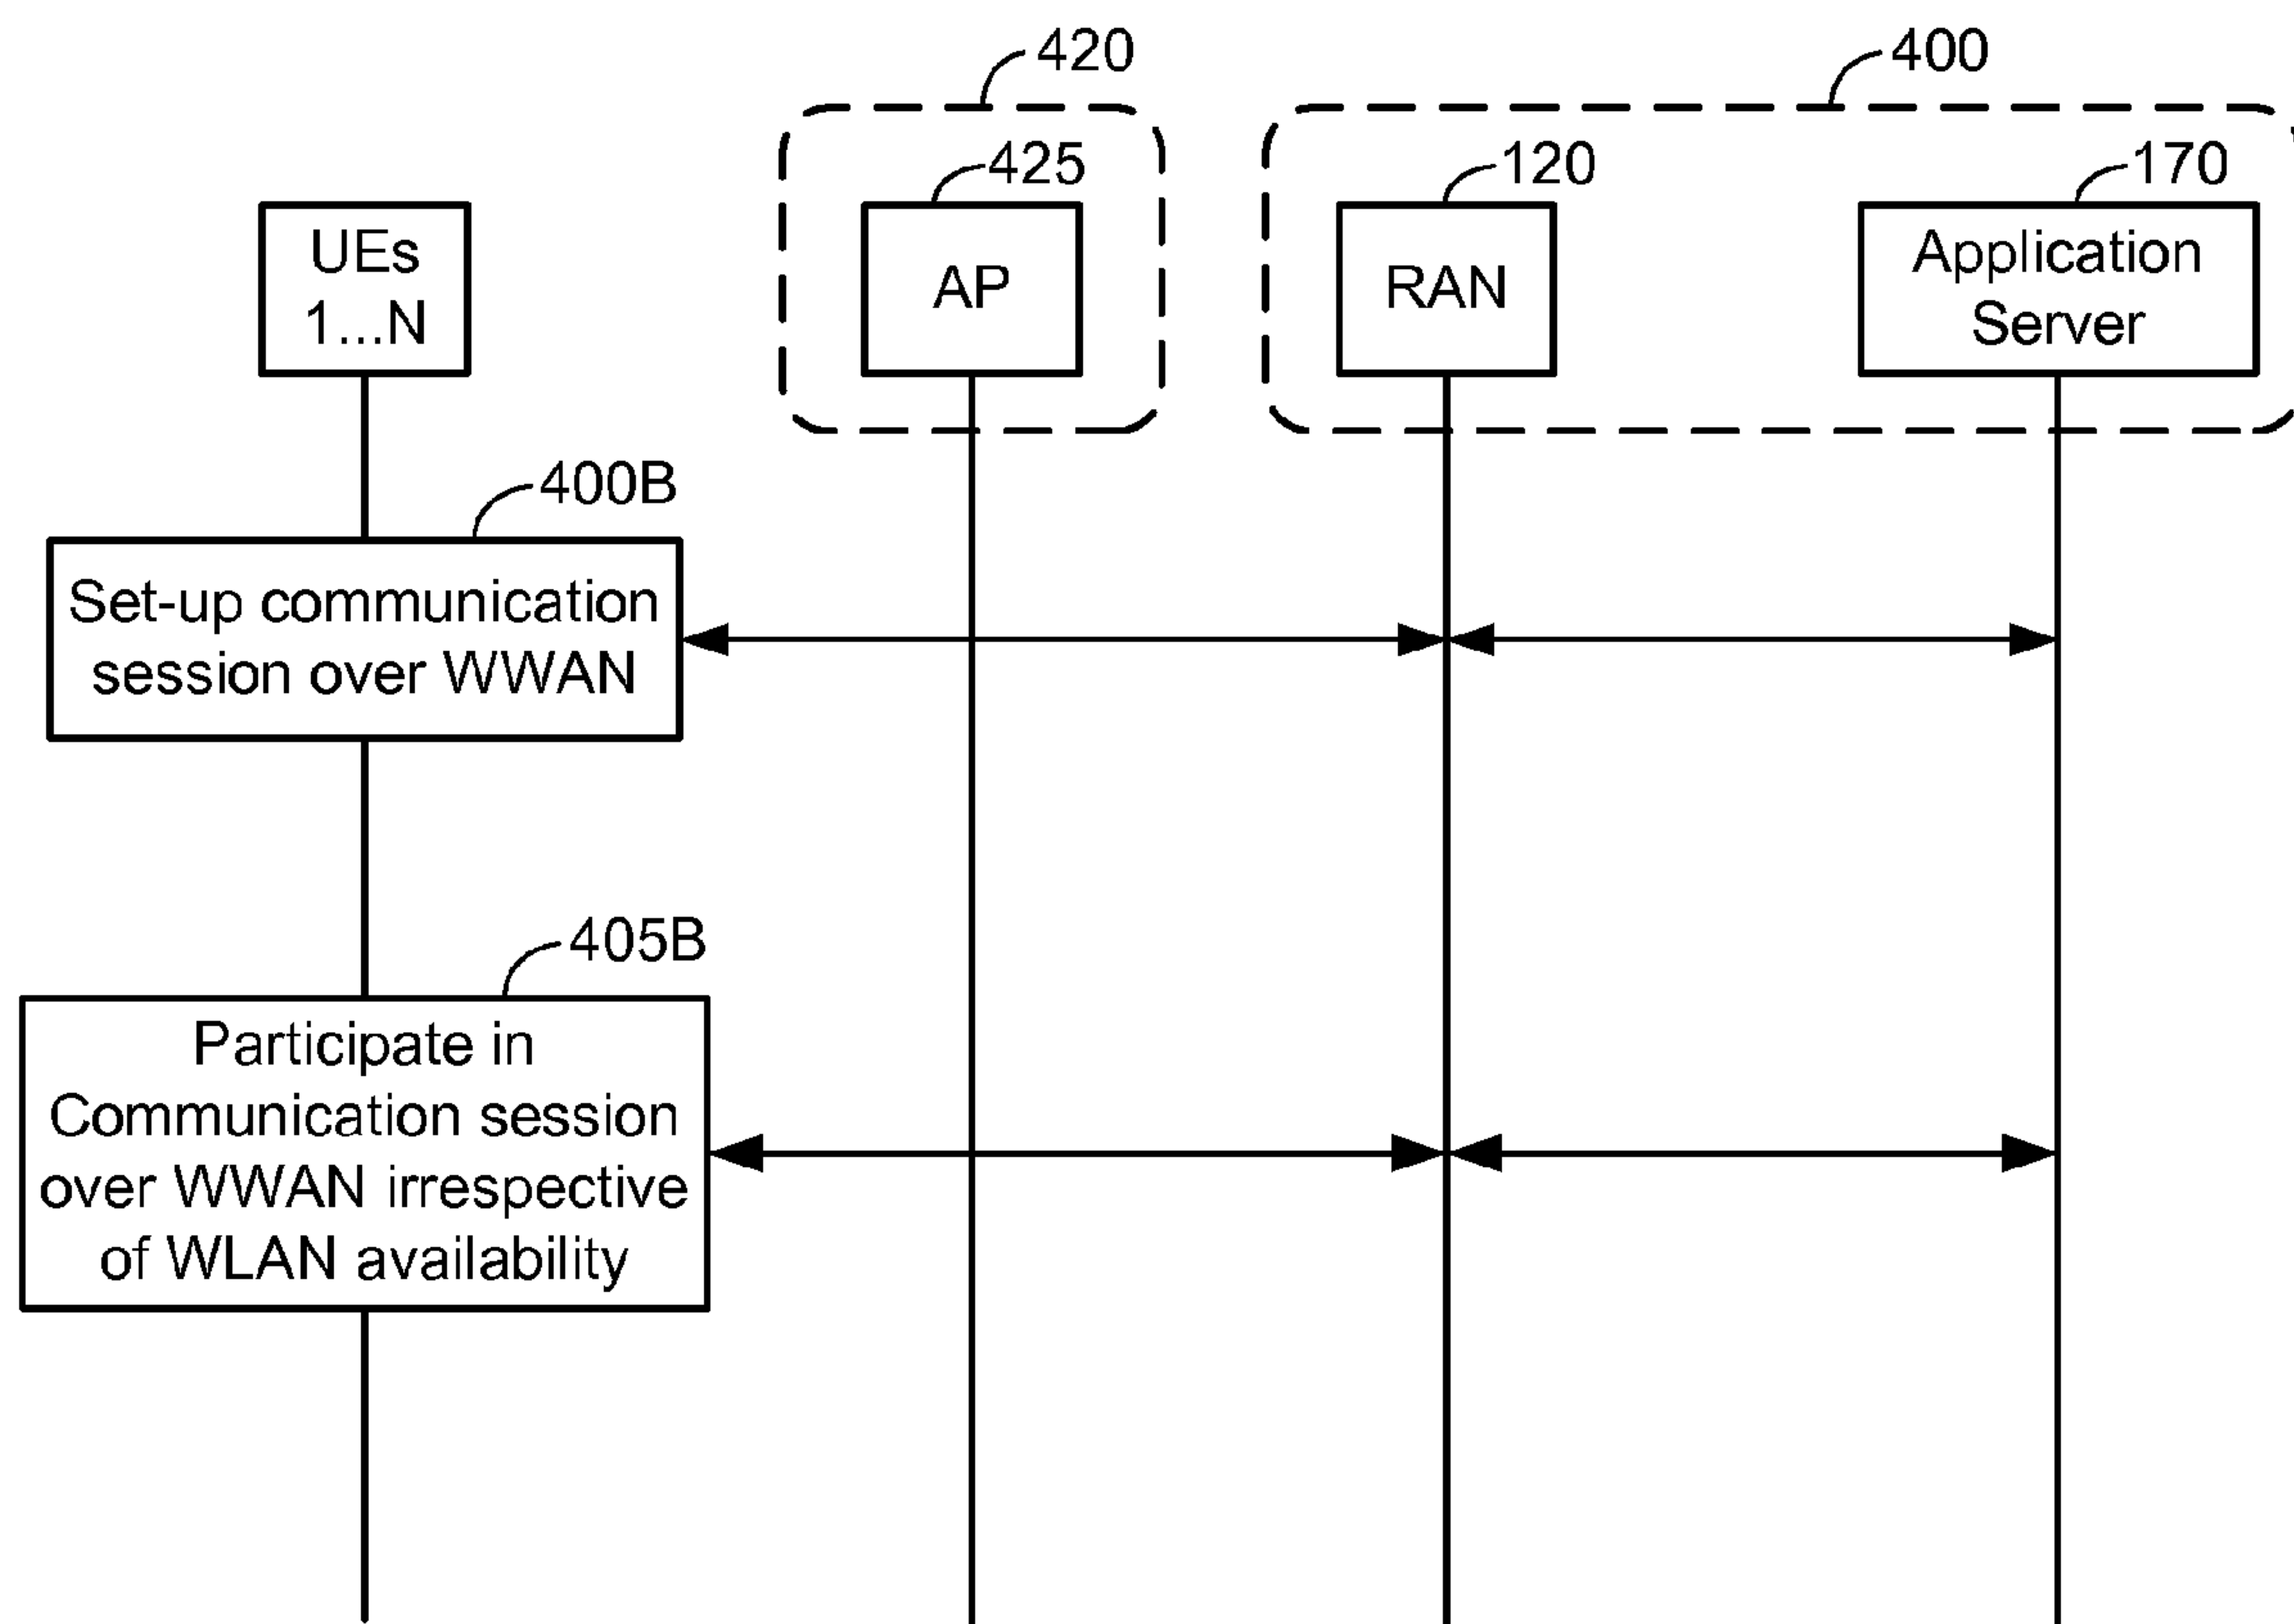 420
400
425
120
170
UEs
1...N
AP
RAN
Application
Server
400B
Set-up communication
session over WWAN
405B
Participate in
Communication session
over WWAN irrespective
of WLAN availability